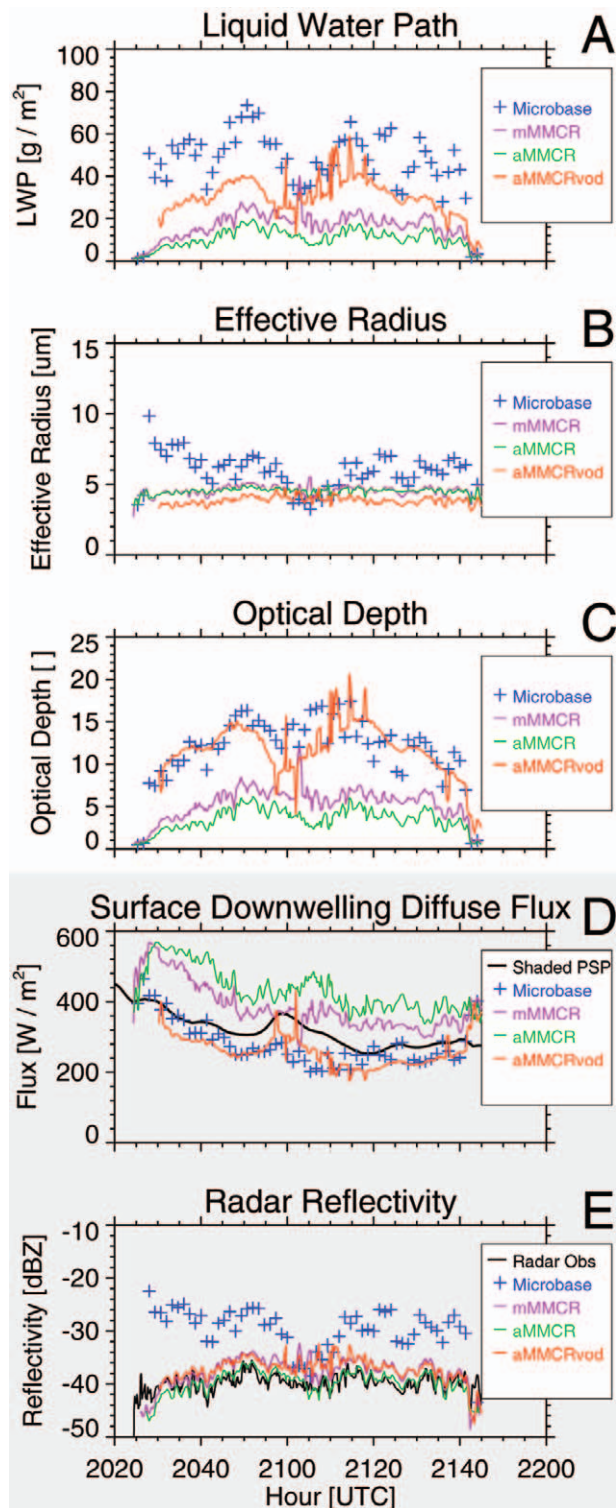 Liquid Water Path
A
LWP [g / m²]
100
80
60
40
20
0
Microbase
mMMCR
aMMCR
aMMCRvod
Effective Radius
B
Effective Radius [um]
15
10
5
0
Microbase
mMMCR
aMMCR
aMMCRvod
Optical Depth
C
Optical Depth [ ]
25
20
15
10
5
0
Microbase
mMMCR
aMMCR
aMMCRvod
Surface Downwelling Diffuse Flux
D
Flux [W / m²]
600
400
200
0
Shaded PSP
Microbase
mMMCR
aMMCR
aMMCRvod
Radar Reflectivity
E
Reflectivity [dBZ]
-10
-20
-30
-40
-50
Radar Obs
Microbase
mMMCR
aMMCR
aMMCRvod
2020 2040 2100 2120 2140 2200
Hour [UTC]